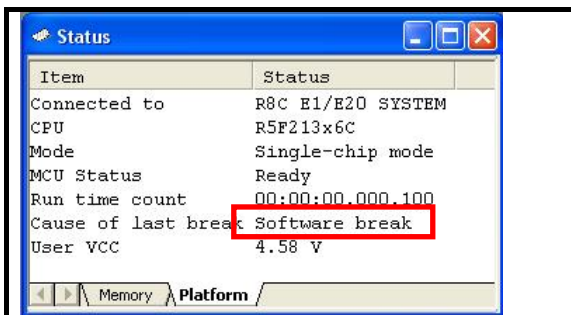 Status
Item Status
Connected to R8C E1/E20 SYSTEM
CPU R5F213x6C
Mode Single-chip mode
MCU Status Ready
Run time count 00:00:00.000.100
Cause of last break Software break
User VCC 4.58 V
Memory Platform